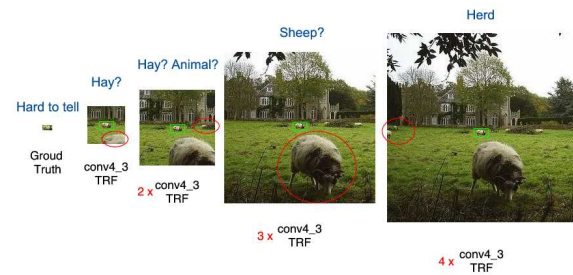 Hard to tell
Groud
Truth
Hay?
conv4_3
TRF
Hay? Animal?
2 x conv4_3
TRF
Sheep?
3 x conv4_3
TRF
Herd
4 x conv4_3
TRF